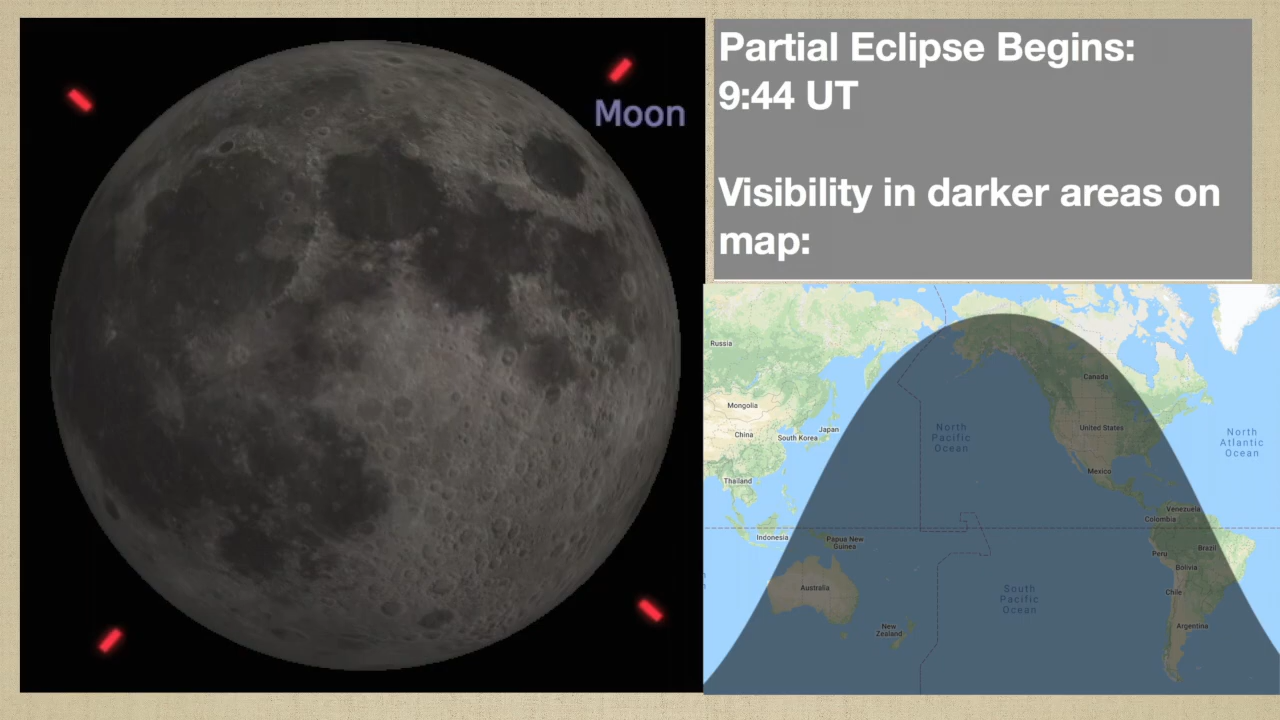 Moon
Partial Eclipse Begins:
9:44 UT
Visibility in darker areas on
map:
Russia
Canada
Mongolia
Japan
China
South Korea
North
Pacific
Ocean
United States
North
Atlantic
Ocean
Mexico
Thailand
Venezuela
Colombia
Indonesia
Papua New
Guinea
Peru
Brazil
Bolivia
Australia
South
Pacific
Ocean
Chile
New
Zealand
Argentina